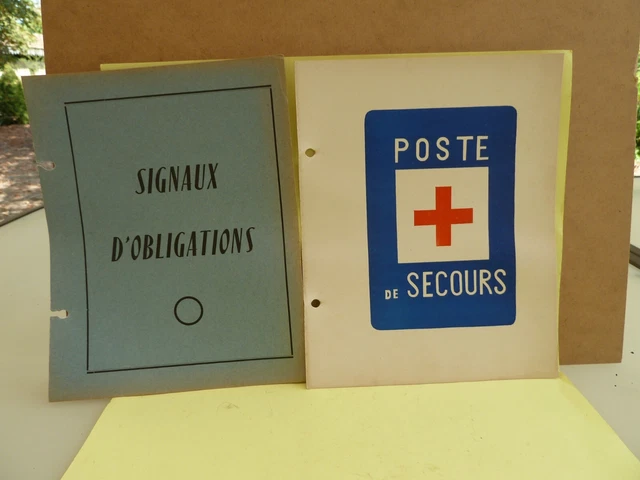 SIGNAUX
D'OBLIGATIONS
POSTE
DE SECOURS